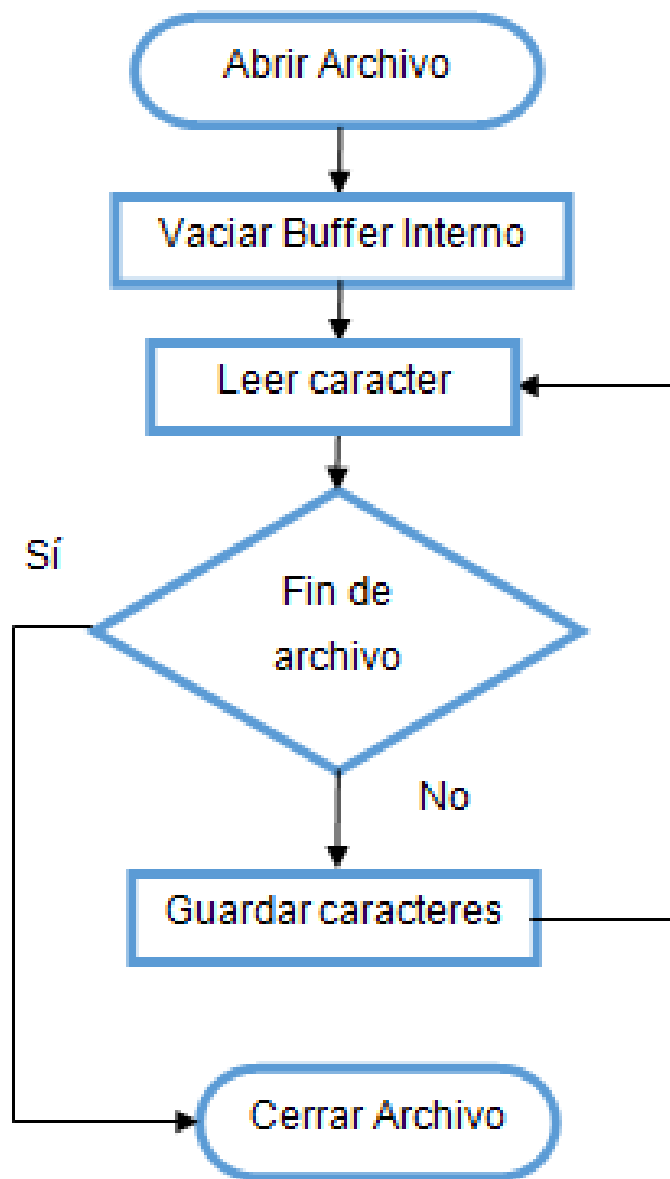 Abrir Archivo
Vaciar Buffer Interno
Leer caracter
Sí
Fin de
archivo
No
Guardar caracteres
Cerrar Archivo